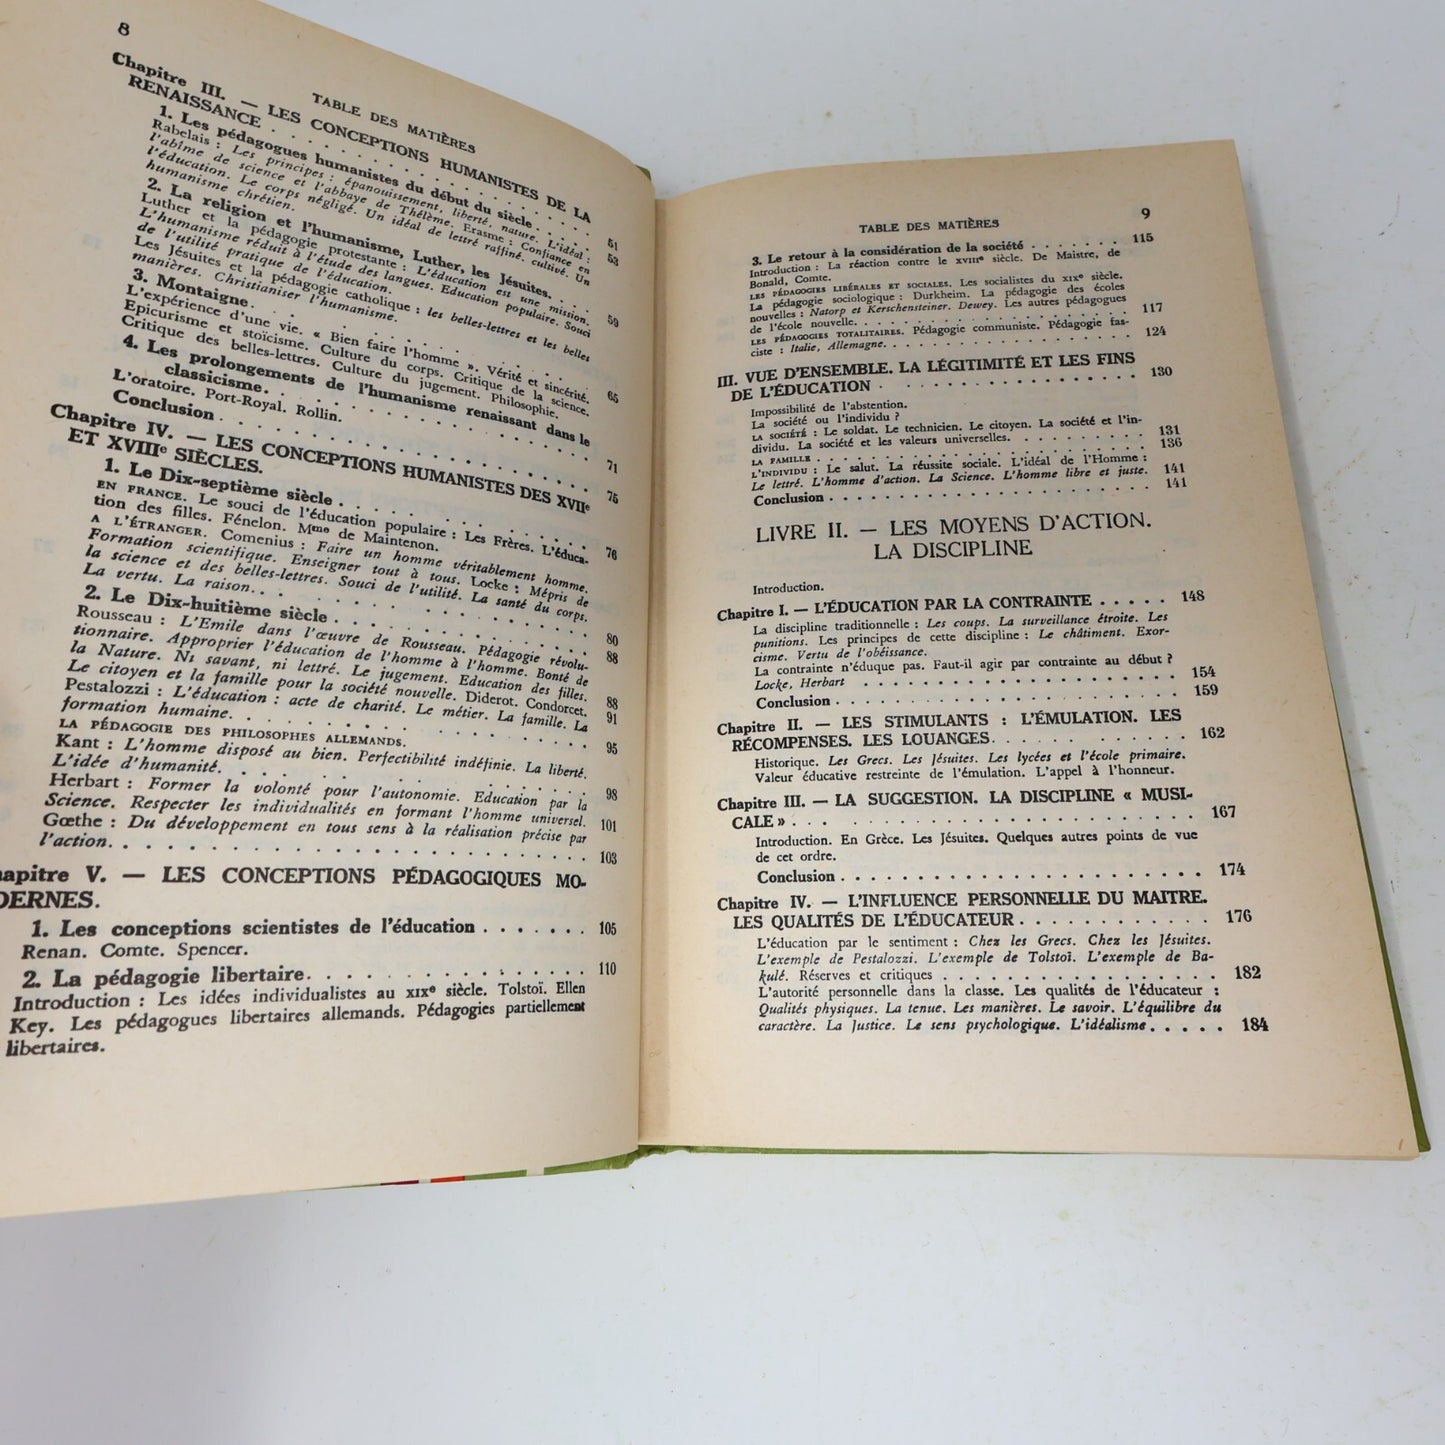 8
TABLE DES MATIÈRES
Chapitre III. — LES CONCEPTIONS HUMANISTES DE LA
RENAISSANCE . . . . . . . . . . . . . . . . 51
1. Les pédagogues humanistes du début du siècle . . . . 53
Rabelais : Les principes : épanouissement, liberté, nature. L'idéal :
l'abîme de science et l'abbaye de Thélème. Erasme : Confiance en
l'éducation. Le corps négligé. Un idéal de lettré raffiné, cultivé. Un
humanisme chrétien.
2. La religion et l'humanisme, Luther, les Jésuites. . . 59
Luther et la pédagogie protestante : L'éducation est une mission.
L'humanisme réduit à l'étude des langues. Education populaire. Souci
de l'utilité pratique de l'éducation.
Les Jésuites et la pédagogie catholique : les belles-lettres et les belles
manières. Christianiser l'humanisme.
3. Montaigne. . . . . . . . . . . . . . . . 65
L'expérience d'une vie. « Bien faire l'homme ». Vérité et sincérité.
Epicurisme et stoïcisme. Culture du corps. Critique de la science.
Critique des belles-lettres. Culture du jugement. Philosophie.
4. Les prolongements de l'humanisme renaissant dans le
classicisme. . . . . . . . . . . . . . . . 71
L'oratoire. Port-Royal. Rollin.
Conclusion . . . . . . . . . . . . . . . . 75
Chapitre IV. — LES CONCEPTIONS HUMANISTES DES XVIIe
ET XVIIIe SIÈCLES.
1. Le Dix-septième siècle . . . . . . . . . . . 76
EN FRANCE. Le souci de l'éducation populaire : Les Frères. L'éduca-
tion des filles. Fénelon. Mme de Maintenon.
A L'ÉTRANGER. Comenius : Faire un homme véritablement homme.
Formation scientifique. Enseigner tout à tous. Locke : Mépris de
la science et des belles-lettres. Souci de l'utilité. La santé du corps.
La vertu. La raison. . . . . . . . . . . . . . 80
2. Le Dix-huitième siècle . . . . . . . . . . . 88
Rousseau : L'Emile dans l'œuvre de Rousseau. Pédagogie révolu-
tionnaire. Approprier l'éducation de l'homme à l'homme. Bonté de
la Nature. Ni savant, ni lettré. Le jugement. Education des filles.
Le citoyen et la famille pour la société nouvelle. Diderot. Condorcet. 88
Pestalozzi : L'éducation : acte de charité. Le métier. La famille. La 91
formation humaine. . . . . . . . . . . . . . 95
LA PÉDAGOGIE DES PHILOSOPHES ALLEMANDS.
Kant : L'homme disposé au bien. Perfectibilité indéfinie. La liberté.
L'idée d'humanité. . . . . . . . . . . . . . 98
Herbart : Former la volonté pour l'autonomie. Education par la
Science. Respecter les individualités en formant l'homme universel. 101
Gœthe : Du développement en tous sens à la réalisation précise par
l'action. . . . . . . . . . . . . . . . . . 103
apitre V. — LES CONCEPTIONS PÉDAGOGIQUES MO-
DERNES.
1. Les conceptions scientistes de l'éducation . . . . . . . 105
Renan. Comte. Spencer.
2. La pédagogie libertaire. . . . . . . . . . . . 110
Introduction : Les idées individualistes au XIXe siècle. Tolstoï. Ellen
Key. Les pédagogues libertaires allemands. Pédagogies partiellement
libertaires.
TABLE DES MATIÈRES 9
3. Le retour à la considération de la société . . . . . . . 115
Introduction : La réaction contre le XVIIIe siècle. De Maistre, de
Bonald, Comte.
LES PÉDAGOGIES LIBÉRALES ET SOCIALES. Les socialistes du XIXe siècle.
La pédagogie sociologique : Durkheim. La pédagogie des écoles
nouvelles : Natorp et Kerschensteiner. Dewey. Les autres pédagogues
de l'école nouvelle. . . . . . . . . . . . . . 117
LES PÉDAGOGIES TOTALITAIRES. Pédagogie communiste. Pédagogie fas-
ciste : Italie, Allemagne. . . . . . . . . . . . 124
III. VUE D'ENSEMBLE. LA LÉGITIMITÉ ET LES FINS
DE L'ÉDUCATION . . . . . . . . . . . . . 130
Impossibilité de l'abstention.
La société ou l'individu ?
LA SOCIÉTÉ : Le soldat. Le technicien. Le citoyen. La société et l'in-
dividu. La société et les valeurs universelles. . . . . . . . 131
LA FAMILLE . . . . . . . . . . . . . . . . 136
L'INDIVIDU : Le salut. La réussite sociale. L'idéal de l'Homme :
Le lettré. L'homme d'action. La Science. L'homme libre et juste. 141
Conclusion . . . . . . . . . . . . . . . . 141
LIVRE II. — LES MOYENS D'ACTION.
LA DISCIPLINE
Introduction.
Chapitre I. — L'ÉDUCATION PAR LA CONTRAINTE . . . . . 148
La discipline traditionnelle : Les coups. La surveillance étroite. Les
punitions. Les principes de cette discipline : Le châtiment. Exor-
cisme. Vertu de l'obéissance.
La contrainte n'éduque pas. Faut-il agir par contrainte au début ?
Locke, Herbart . . . . . . . . . . . . . . . 154
Conclusion . . . . . . . . . . . . . . . . 159
Chapitre II. — LES STIMULANTS : L'ÉMULATION. LES
RÉCOMPENSES. LES LOUANGES. . . . . . . . . . 162
Historique. Les Grecs. Les Jésuites. Les lycées et l'école primaire.
Valeur éducative restreinte de l'émulation. L'appel à l'honneur.
Chapitre III. — LA SUGGESTION. LA DISCIPLINE « MUSI-
CALE » . . . . . . . . . . . . . . . . . . 167
Introduction. En Grèce. Les Jésuites. Quelques autres points de vue
de cet ordre.
Conclusion . . . . . . . . . . . . . . . . 174
Chapitre IV. — L'INFLUENCE PERSONNELLE DU MAITRE.
LES QUALITÉS DE L'ÉDUCATEUR . . . . . . . . . 176
L'éducation par le sentiment : Chez les Grecs. Chez les Jésuites.
L'exemple de Pestalozzi. L'exemple de Tolstoï. L'exemple de Ba-
kulé. Réserves et critiques . . . . . . . . . . . 182
L'autorité personnelle dans la classe. Les qualités de l'éducateur :
Qualités physiques. La tenue. Les manières. Le savoir. L'équilibre du
caractère. La Justice. Le sens psychologique. L'idéalisme . . . . . 184